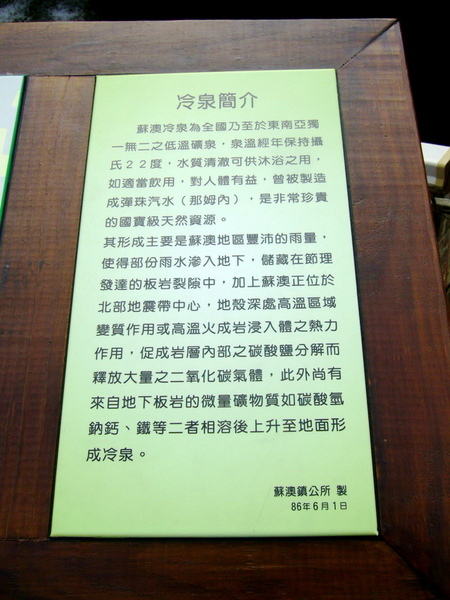 冷泉簡介
蘇澳冷泉為全國乃至於東南亞獨
一無二之低溫礦泉，泉溫經年保持攝
氏２２度，水質清澈可供沐浴之用，
如適當飲用，對人體有益，曾被製造
成彈珠汽水（那姆內），是非常珍貴
的國寶級天然資源。
其形成主要是蘇澳地區豐沛的雨量，
使得部份雨水滲入地下，儲藏在節理
發達的板岩裂隙中，加上蘇澳正位於
北部地震帶中心，地殼深處高溫區域
變質作用或高溫火成岩浸入體之熱力
作用，促成岩層內部之碳酸鹽分解而
釋放大量之二氧化碳氣體，此外尚有
來自地下板岩的微量礦物質如碳酸氫
鈉鈣、鐵等二者相溶後上升至地面形
成冷泉。
蘇澳鎮公所 製
86年6月1日